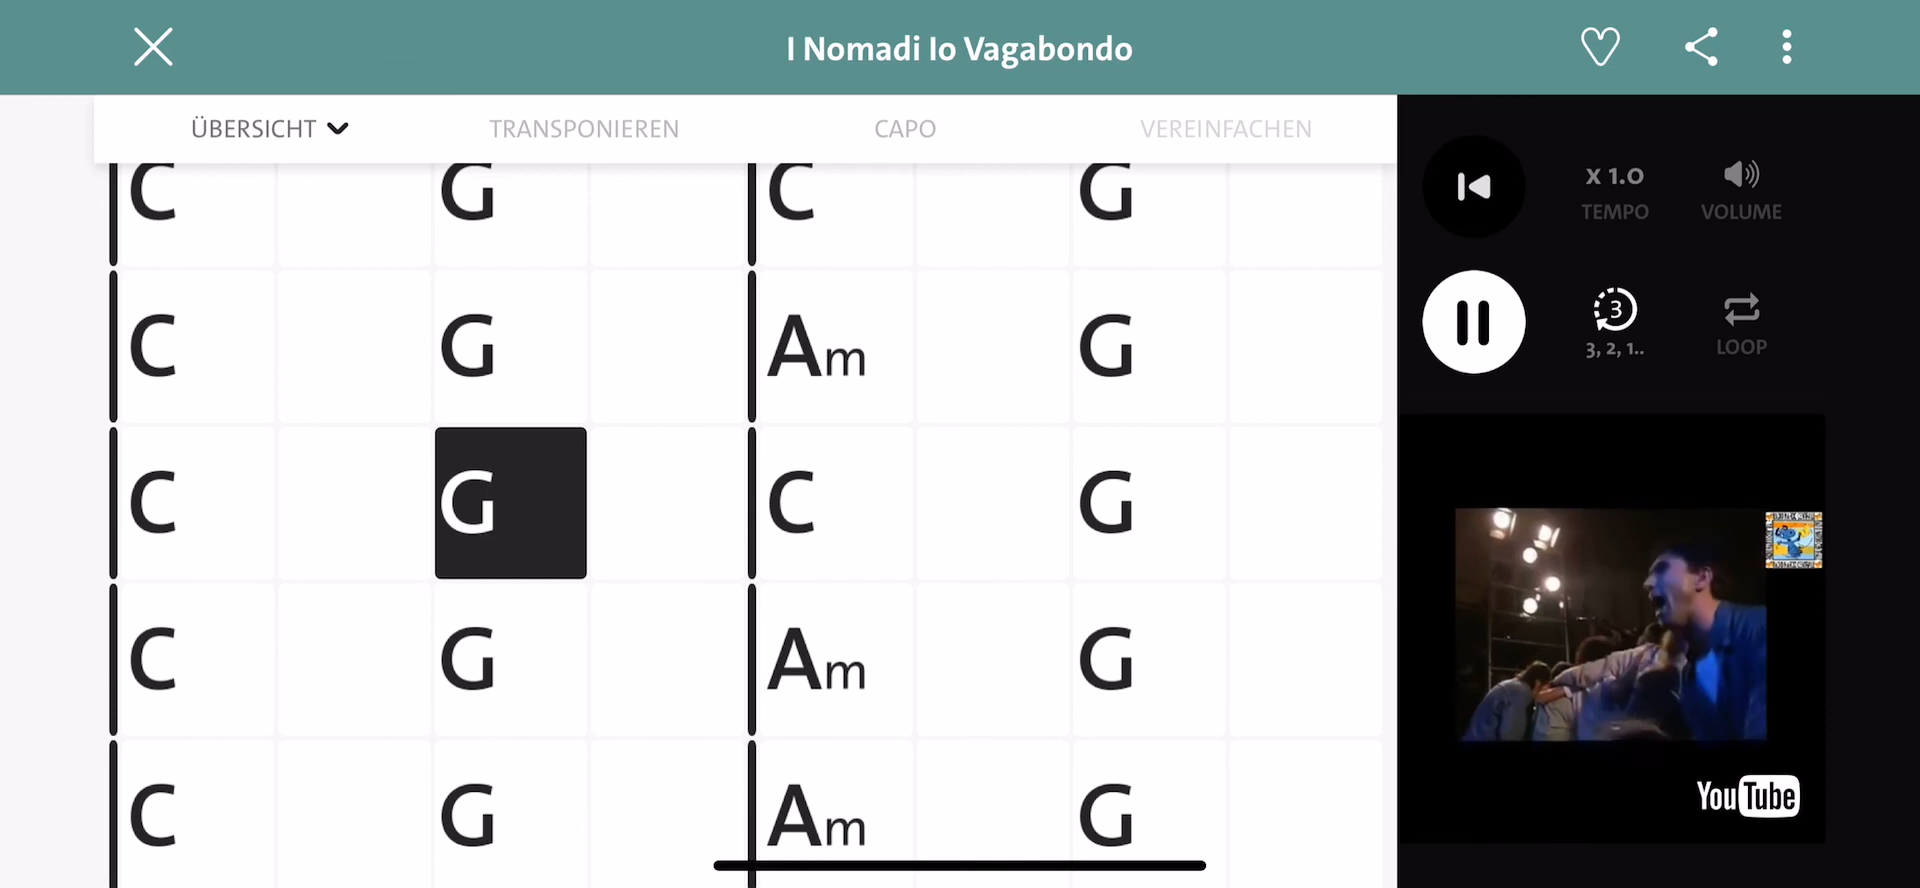 I Nomadi Io Vagabondo
ÜBERSICHT TRANSPONIEREN CAPO VEREINFACHEN
C G C G
C G Am G
C G C G
C G Am G
C G Am G
X 1.0
TEMPO
VOLUME
3
3, 2, 1..
LOOP
YouTube